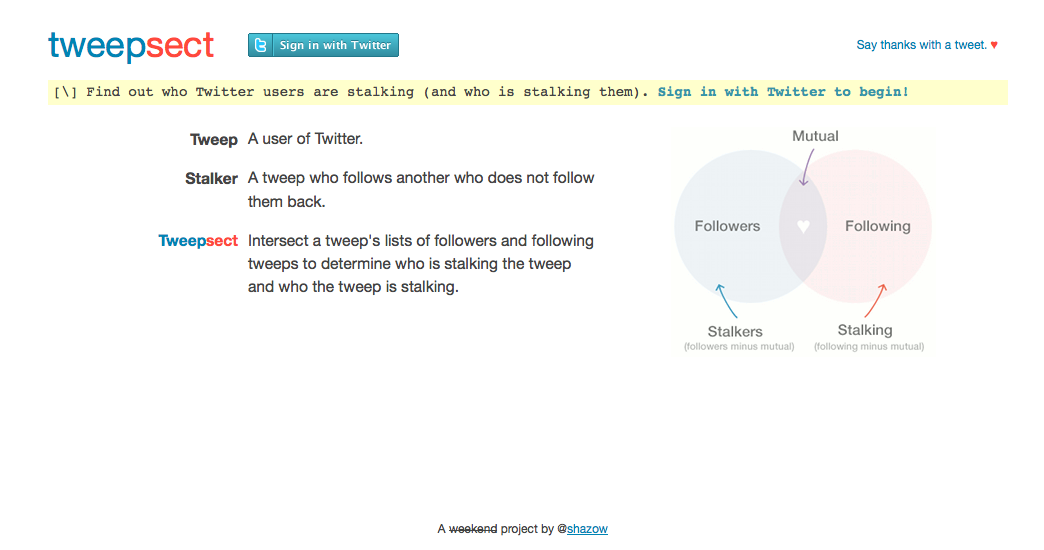 tweepsect
Sign in with Twitter
Say thanks with a tweet. ♥
[\] Find out who Twitter users are stalking (and who is stalking them). Sign in with Twitter to begin!
Tweep A user of Twitter.
Stalker A tweep who follows another who does not follow
them back.
Tweepsect Intersect a tweep's lists of followers and following
tweeps to determine who is stalking the tweep
and who the tweep is stalking.
Mutual
Followers ♥ Following
Stalkers
(followers minus mutual)
Stalking
(following minus mutual)
A weekend project by @shazow